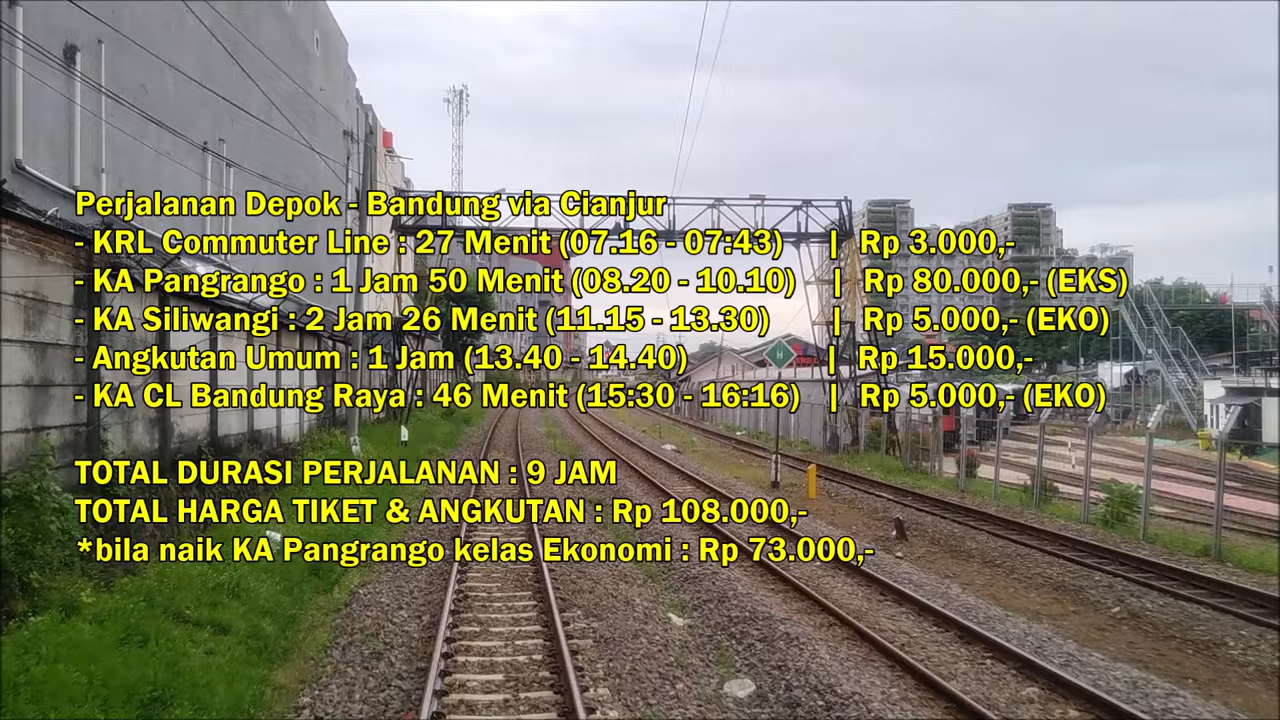 Perjalanan Depok - Bandung via Cianjur
- KRL Commuter Line : 27 Menit (07.16 - 07:43) | Rp 3.000,-
- KA Pangrango : 1 Jam 50 Menit (08.20 - 10.10) | Rp 80.000,- (EKS)
- KA Siliwangi : 2 Jam 26 Menit (11.15 - 13.30) | Rp 5.000,- (EKO)
- Angkutan Umum : 1 Jam (13.40 - 14.40) | Rp 15.000,-
- KA CL Bandung Raya : 46 Menit (15:30 - 16:16) | Rp 5.000,- (EKO)
H
TOTAL DURASI PERJALANAN : 9 JAM
TOTAL HARGA TIKET & ANGKUTAN : Rp 108.000,-
*bila naik KA Pangrango kelas Ekonomi : Rp 73.000,-